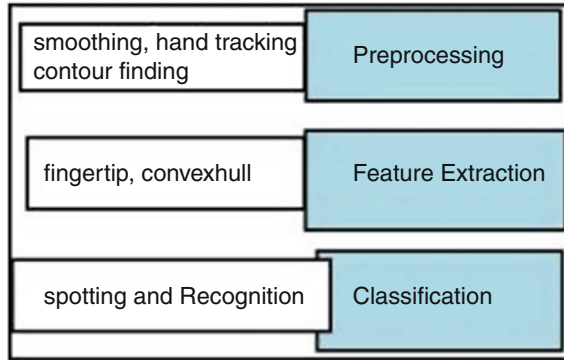 smoothing, hand tracking
contour finding
Preprocessing
fingertip, convexhull
Feature Extraction
spotting and Recognition
Classification